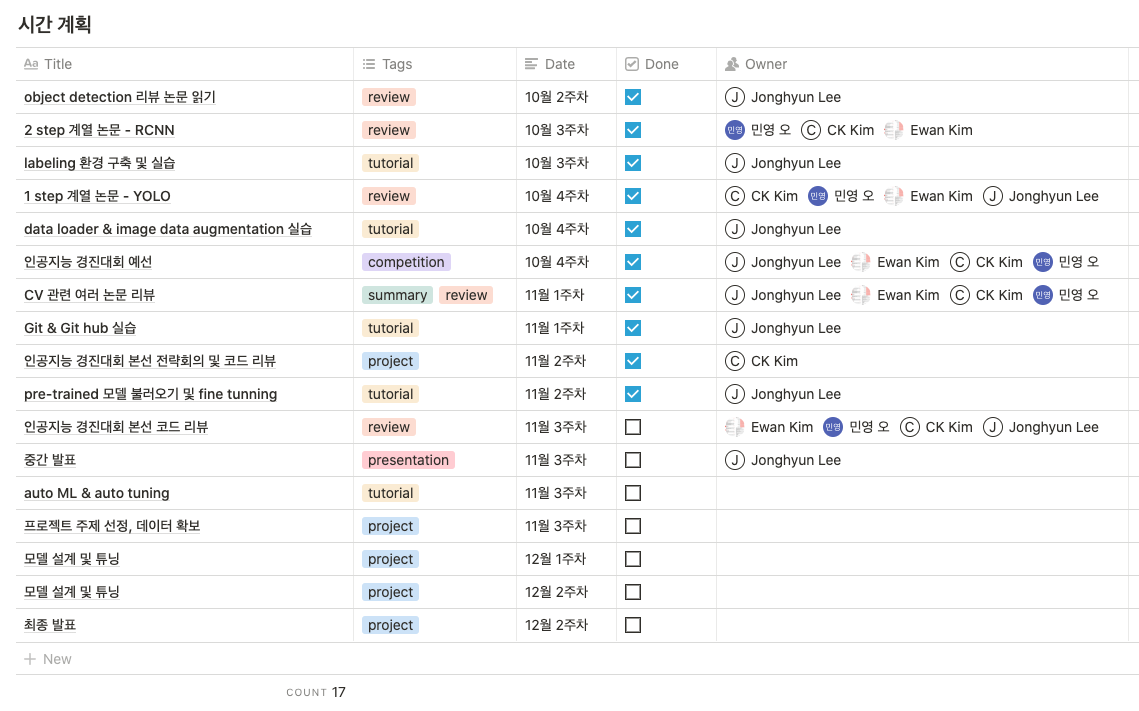 시간 계획
Aa Title Tags Date Done Owner
object detection 리뷰 논문 읽기 review 10월 2주차 J Jonghyun Lee
2 step 계열 논문 - RCNN review 10월 3주차 민영 민영 오 C CK Kim Ewan Kim
labeling 환경 구축 및 실습 tutorial 10월 3주차 J Jonghyun Lee
1 step 계열 논문 - YOLO review 10월 4주차 C CK Kim 민영 민영 오 Ewan Kim J Jonghyun Lee
data loader & image data augmentation 실습 tutorial 10월 4주차 J Jonghyun Lee
인공지능 경진대회 예선 competition 10월 4주차 J Jonghyun Lee Ewan Kim C CK Kim 민영 민영 오
CV 관련 여러 논문 리뷰 summary review 11월 1주차 J Jonghyun Lee Ewan Kim C CK Kim 민영 민영 오
Git & Git hub 실습 tutorial 11월 1주차 J Jonghyun Lee
인공지능 경진대회 본선 전략회의 및 코드 리뷰 project 11월 2주차 C CK Kim
pre-trained 모델 불러오기 및 fine tunning tutorial 11월 2주차 J Jonghyun Lee
인공지능 경진대회 본선 코드 리뷰 review 11월 3주차 Ewan Kim 민영 민영 오 C CK Kim J Jonghyun Lee
중간 발표 presentation 11월 3주차 J Jonghyun Lee
auto ML & auto tuning tutorial 11월 3주차
프로젝트 주제 선정, 데이터 확보 project 11월 3주차
모델 설계 및 튜닝 project 12월 1주차
모델 설계 및 튜닝 project 12월 2주차
최종 발표 project 12월 2주차
+ New
COUNT 17